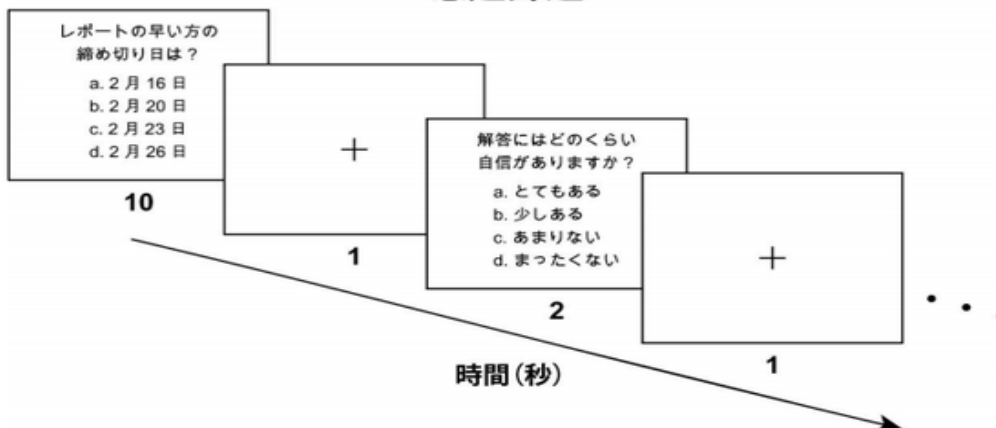 レポートの早い方の
締め切り日は？
a. 2 月 16 日
b. 2 月 20 日
c. 2 月 23 日
d. 2 月 26 日
10
+
1
解答にはどのくらい
自信がありますか？
a. とてもある
b. 少しある
c. あまりない
d. まったくない
2
+
1
時間(秒)